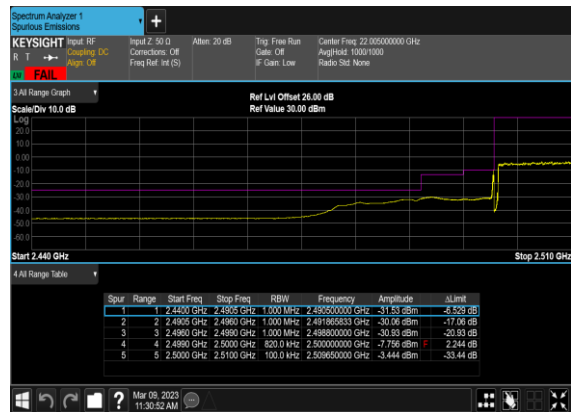 Spectrum Analyzer 1
Spurious Emissions
KEYSIGHT Input: RF Input Z: 50 Ω Atten: 20 dB Trig: Free Run Center Freq: 22.005000000 GHz
R T Coupling: DC Corrections: Off Gate: Off Avg|Hold: 1000/1000
Align: Off Freq Ref: Int (S) IF Gain: Low Radio Std: None
LW FAIL
3 All Range Graph Ref Lvl Offset 26.00 dB
Scale/Div 10.0 dB Ref Value 30.00 dBm
Log
20.0
10.0
0.00
-10.0
-20.0
-30.0
-40.0
-50.0
-60.0
Start 2.440 GHz Stop 2.510 GHz
4 All Range Table
Spur Range Start Freq Stop Freq RBW Frequency Amplitude ΔLimit
1 1 2.4400 GHz 2.4905 GHz 1.000 MHz 2.490500000 GHz -31.53 dBm -6.529 dB
2 2 2.4905 GHz 2.4960 GHz 1.000 MHz 2.491865833 GHz -30.06 dBm -17.06 dB
3 3 2.4960 GHz 2.4990 GHz 1.000 MHz 2.498800000 GHz -30.93 dBm -20.93 dB
4 4 2.4990 GHz 2.5000 GHz 820.0 kHz 2.500000000 GHz -7.756 dBm F 2.244 dB
5 5 2.5000 GHz 2.5100 GHz 100.0 kHz 2.509650000 GHz -3.444 dBm -33.44 dB
? Mar 09, 2023
11:30:52 AM